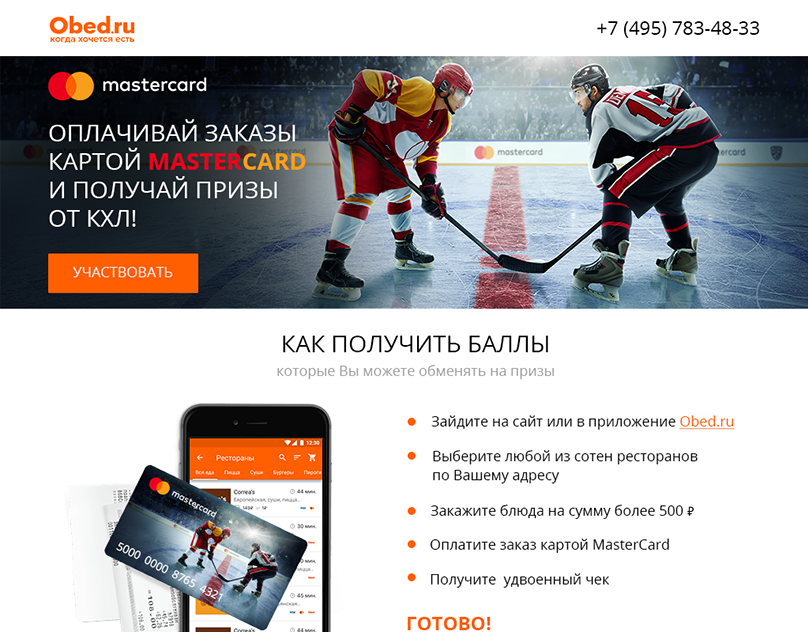 Obed.ru
когда хочется есть
+7 (495) 783-48-33
mastercard
ОПЛАЧИВАЙ ЗАКАЗЫ
КАРТОЙ MASTERCARD
И ПОЛУЧАЙ ПРИЗЫ
ОТ КХЛ!
mastercard
УЧАСТВОВАТЬ
КАК ПОЛУЧИТЬ БАЛЛЫ
которые Вы можете обменять на призы
Зайдите на сайт или в приложение Obed.ru
Выберите любой из сотен ресторанов
по Вашему адресу
Закажите блюда на сумму более 500 ₽
Оплатите заказ картой MasterCard
Получите удвоенный чек
ГОТОВО!
12:30
Рестораны
Вся еда Пицца Суши Бургеры Пироги
Correa's 44 мин.
Европейская, суши, пицца...
30 мин.
mastercard
5000 0000 8765 4321